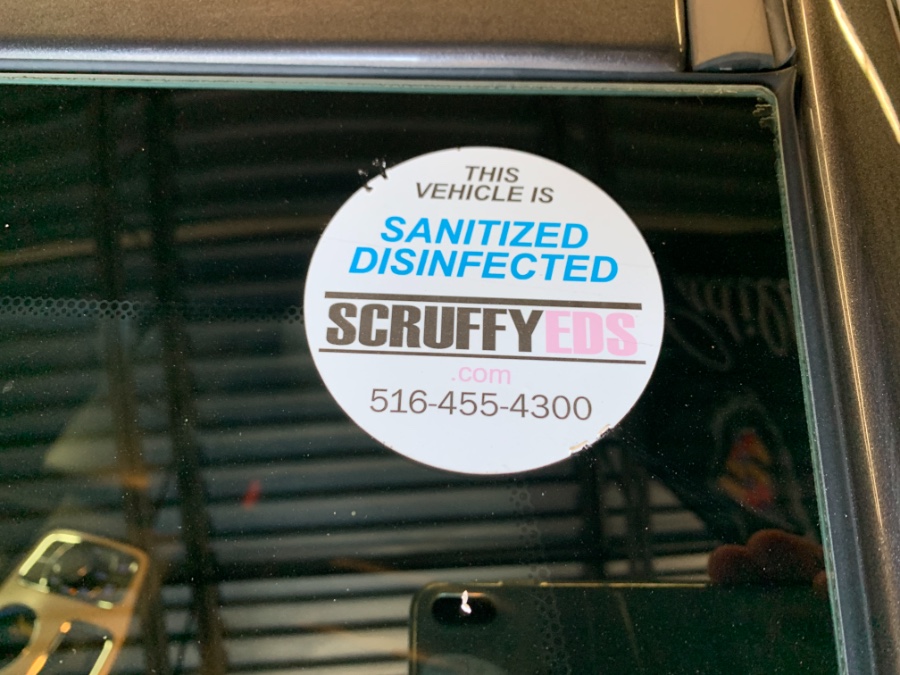 THIS
VEHICLE IS
SANITIZED
DISINFECTED
SCRUFFYEDS
.com
516-455-4300